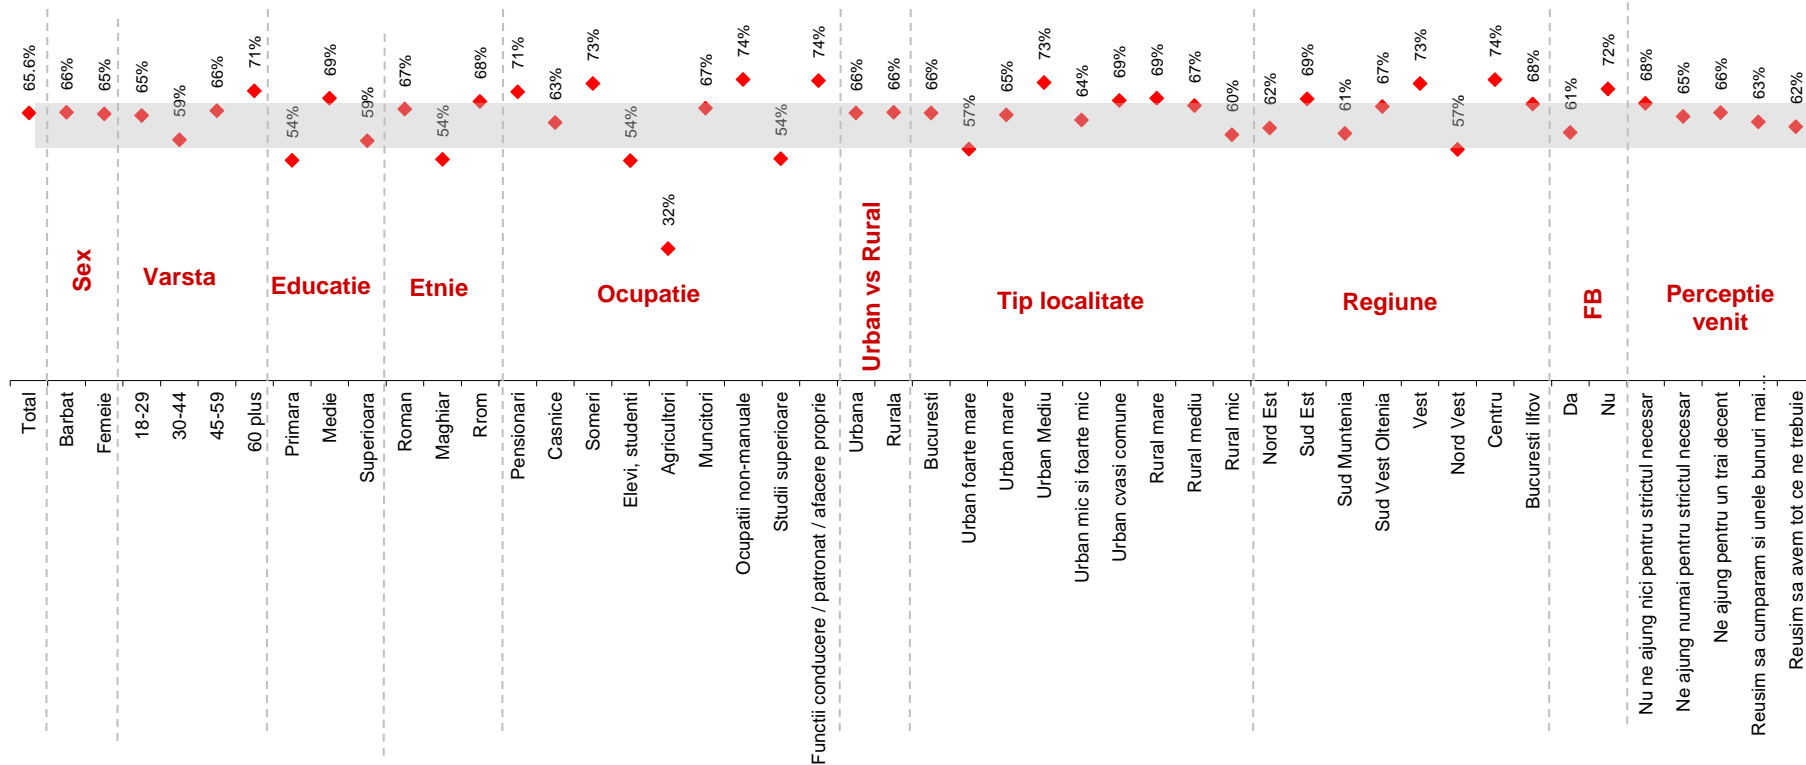 65.6%
66%
65%
65%
59%
66%
71%
54%
69%
59%
67%
54%
68%
71%
63%
73%
54%
32%
67%
74%
54%
74%
66%
66%
66%
57%
65%
73%
64%
69%
69%
67%
60%
62%
69%
61%
67%
73%
57%
74%
68%
61%
72%
68%
65%
66%
63%
62%
Sex
Varsta
Educatie
Etnie
Ocupatie
Urban vs Rural
Tip localitate
Regiune
FB
Perceptie
venit
Total
Barbat
Femeie
18-29
30-44
45-59
60 plus
Primara
Medie
Superioara
Roman
Maghiar
Rrom
Pensionari
Casnice
Someri
Elevi, studenti
Agricultori
Muncitori
Ocupatii non-manuale
Studii superioare
Functii conducere / patronat / afacere proprie
Urbana
Rurala
Bucuresti
Urban foarte mare
Urban mare
Urban Mediu
Urban mic si foarte mic
Urban cvasi comune
Rural mare
Rural mediu
Rural mic
Nord Est
Sud Est
Sud Muntenia
Sud Vest Oltenia
Vest
Nord Vest
Centru
Bucuresti Ilfov
Da
Nu
Nu ne ajung nici pentru strictul necesar
Ne ajung numai pentru strictul necesar
Ne ajung pentru un trai decent
Reusim sa cumparam si unele bunuri mai…
Reusim sa avem tot ce ne trebuie